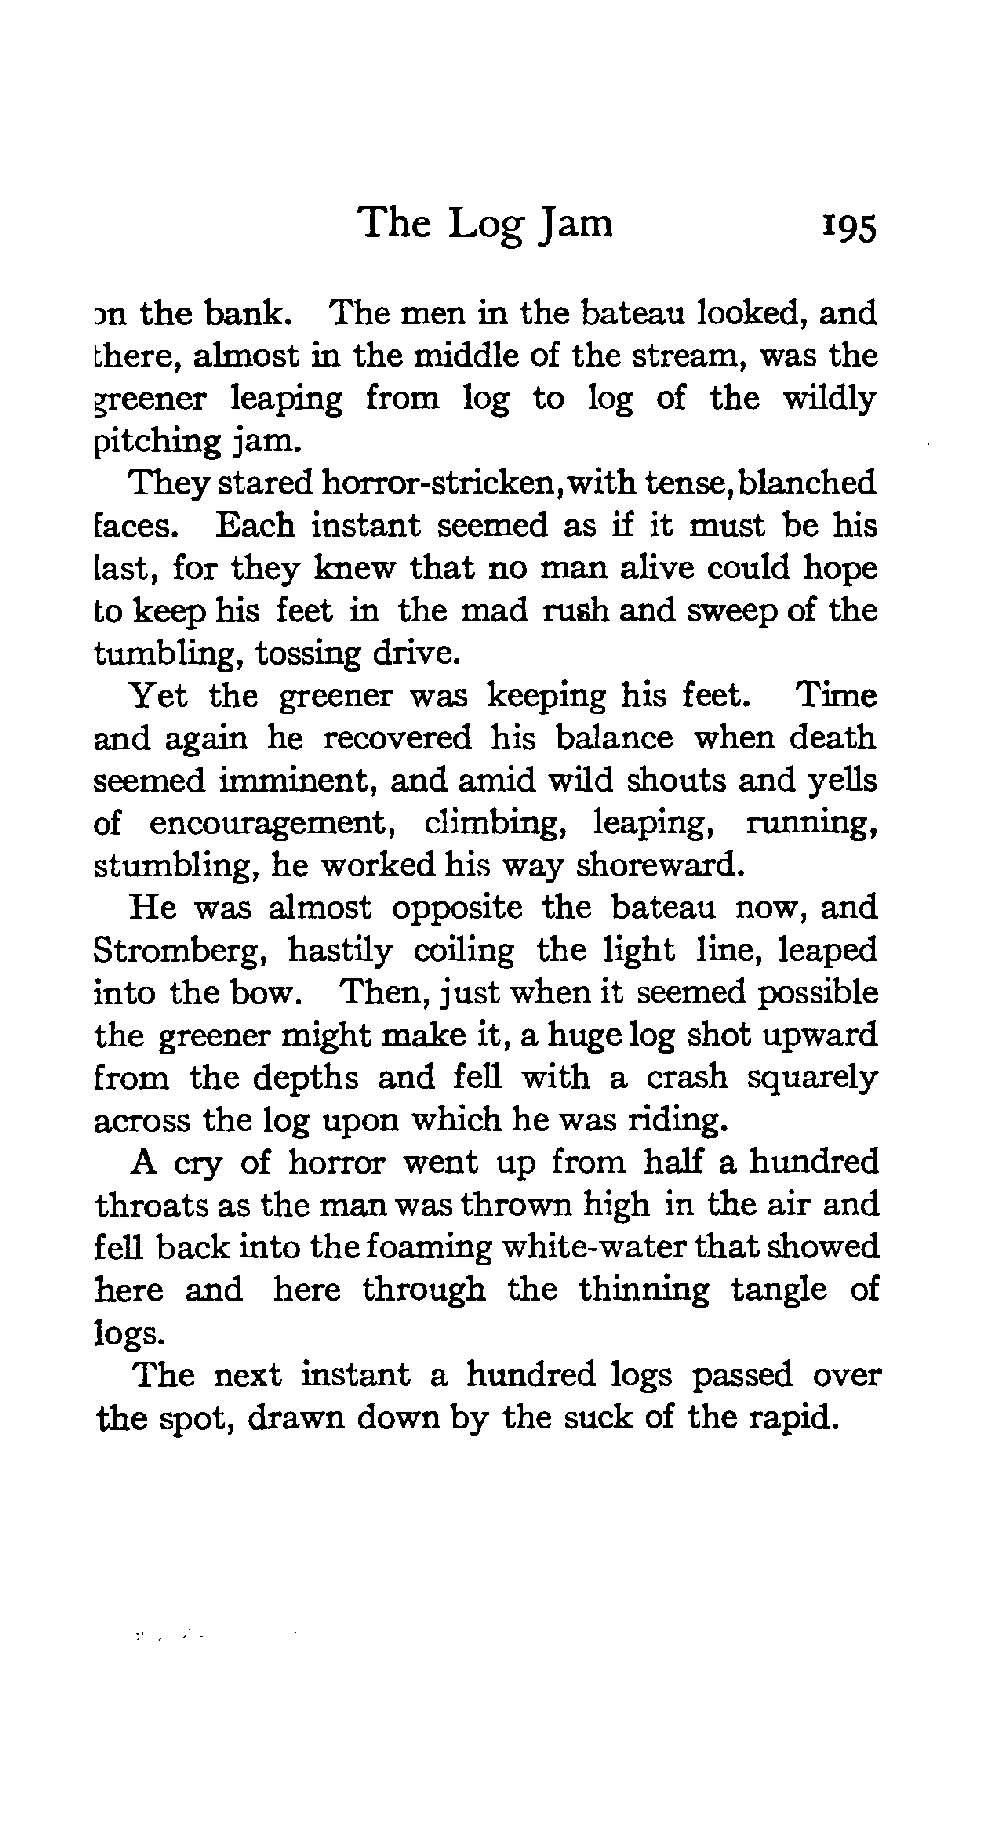 The Log Jam 195
on the bank. The men in the bateau looked, and
there, almost in the middle of the stream, was the
greener leaping from log to log of the wildly
pitching jam.
They stared horror-stricken, with tense, blanched
faces. Each instant seemed as if it must be his
last, for they knew that no man alive could hope
to keep his feet in the mad rush and sweep of the
tumbling, tossing drive.
Yet the greener was keeping his feet. Time
and again he recovered his balance when death
seemed imminent, and amid wild shouts and yells
of encouragement, climbing, leaping, running,
stumbling, he worked his way shoreward.
He was almost opposite the bateau now, and
Stromberg, hastily coiling the light line, leaped
into the bow. Then, just when it seemed possible
the greener might make it, a huge log shot upward
from the depths and fell with a crash squarely
across the log upon which he was riding.
A cry of horror went up from half a hundred
throats as the man was thrown high in the air and
fell back into the foaming white-water that showed
here and here through the thinning tangle of
logs.
The next instant a hundred logs passed over
the spot, drawn down by the suck of the rapid.